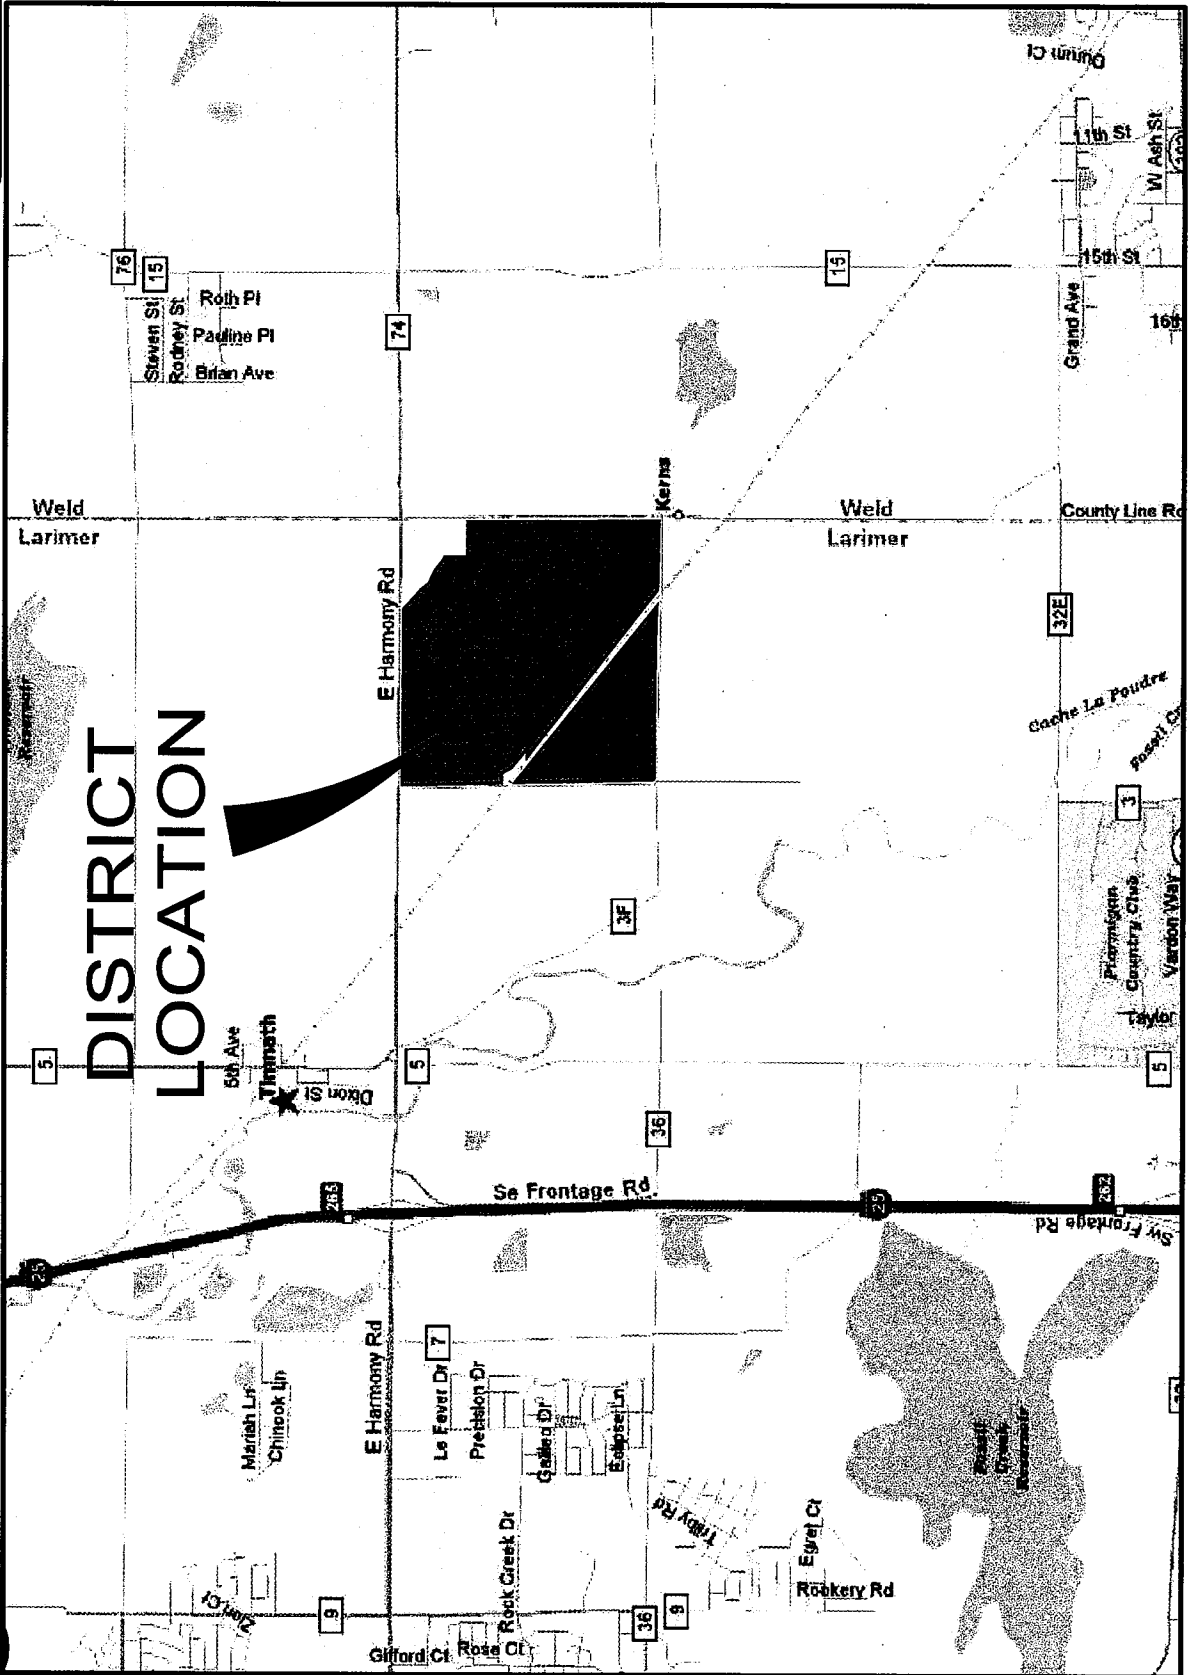 DISTRICT
LOCATION
Weld
Larimer
Weld
Larimer
County Line Rd
Kerns
E Harmony Rd
E Harmony Rd
Timnath
5th Ave
Dixon St
Se Frontage Rd.
Sw Frontage Rd
Steven St
Rodney St
Roth Pl
Pauline Pl
Brian Ave
76
15
74
15
11th St
W Ash St
15th St
Grand Ave
32E
Cache La Poudre
3
Ptarmigan
Country Club
Vardon Way
Taylor
5
5
5
3F
36
25
25
265
262
7
Mariah Ln
Chinook Ln
Le Fever Dr
Precision Dr
Galileo Dr
Eclipse Ln
Trilby Rd
Egret Ct
Rookery Rd
Rock Creek Dr
Rose Ct
Gifford Ct
Zion Ct
9
36
9
Fossil
Creek
Reservoir
Reservoir